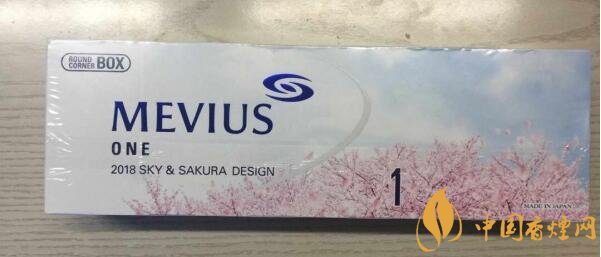 ROUND
CORNER BOX
MEVIUS
ONE
2018 SKY & SAKURA DESIGN
1
MADE IN JAPAN
中国香烟网